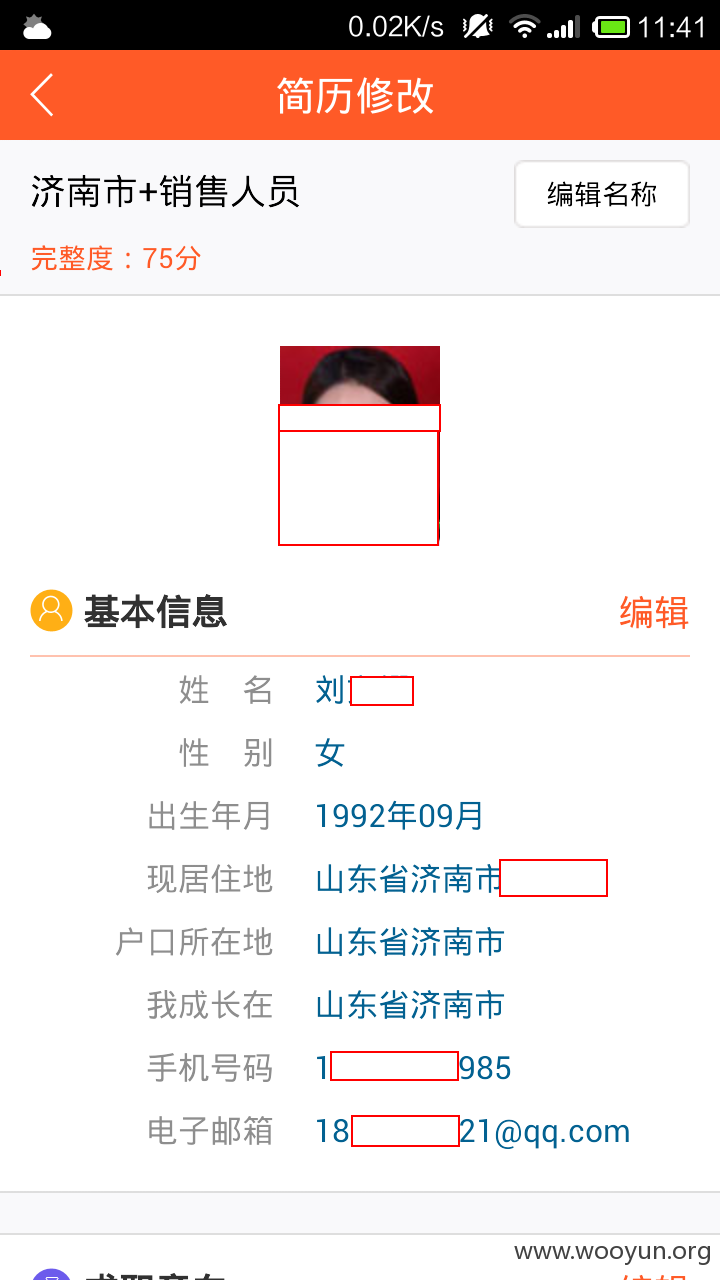 0.02K/s 11:41
简历修改
济南市+销售人员 编辑名称
完整度：75分
基本信息 编辑
姓 名 刘
性 别 女
出生年月 1992年09月
现居住地 山东省济南市
户口所在地 山东省济南市
我成长在 山东省济南市
手机号码 1 985
电子邮箱 18 21@qq.com
www.wooyun.org